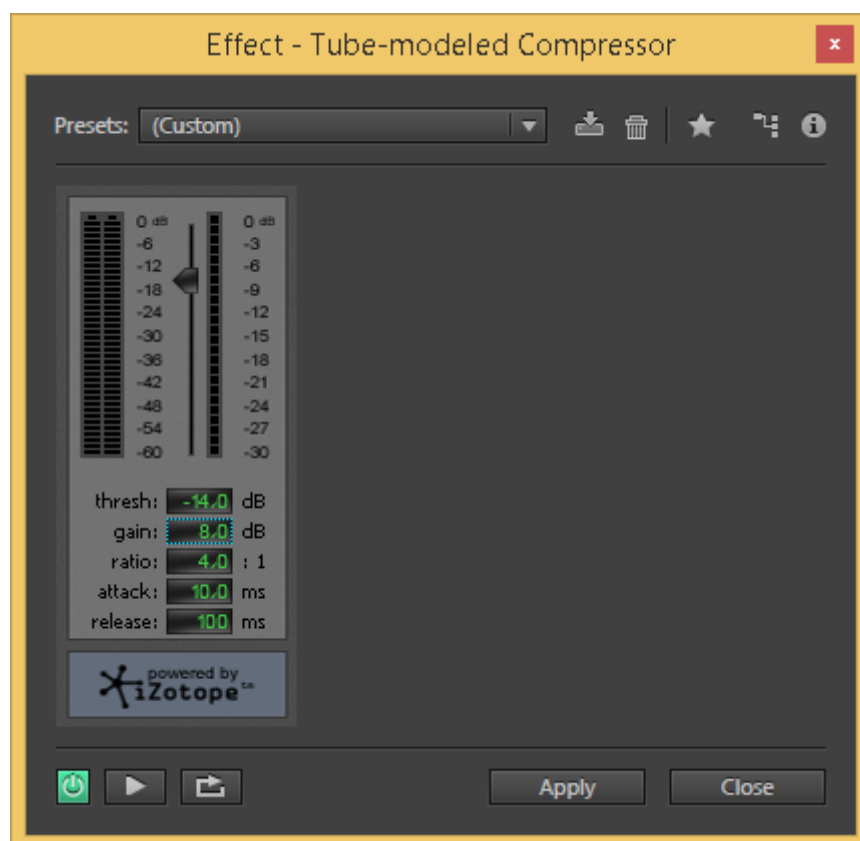 Effect - Tube-modeled Compressor
x
Presets: (Custom)
0 dB 0 dB
-6 -3
-12 -6
-18 -9
-24 -12
-30 -15
-36 -18
-42 -21
-48 -24
-54 -27
-60 -30
thresh: -14,0 dB
gain: 8,0 dB
ratio: 4,0 : 1
attack: 10,0 ms
release: 100 ms
powered by
iZotope™
Apply Close